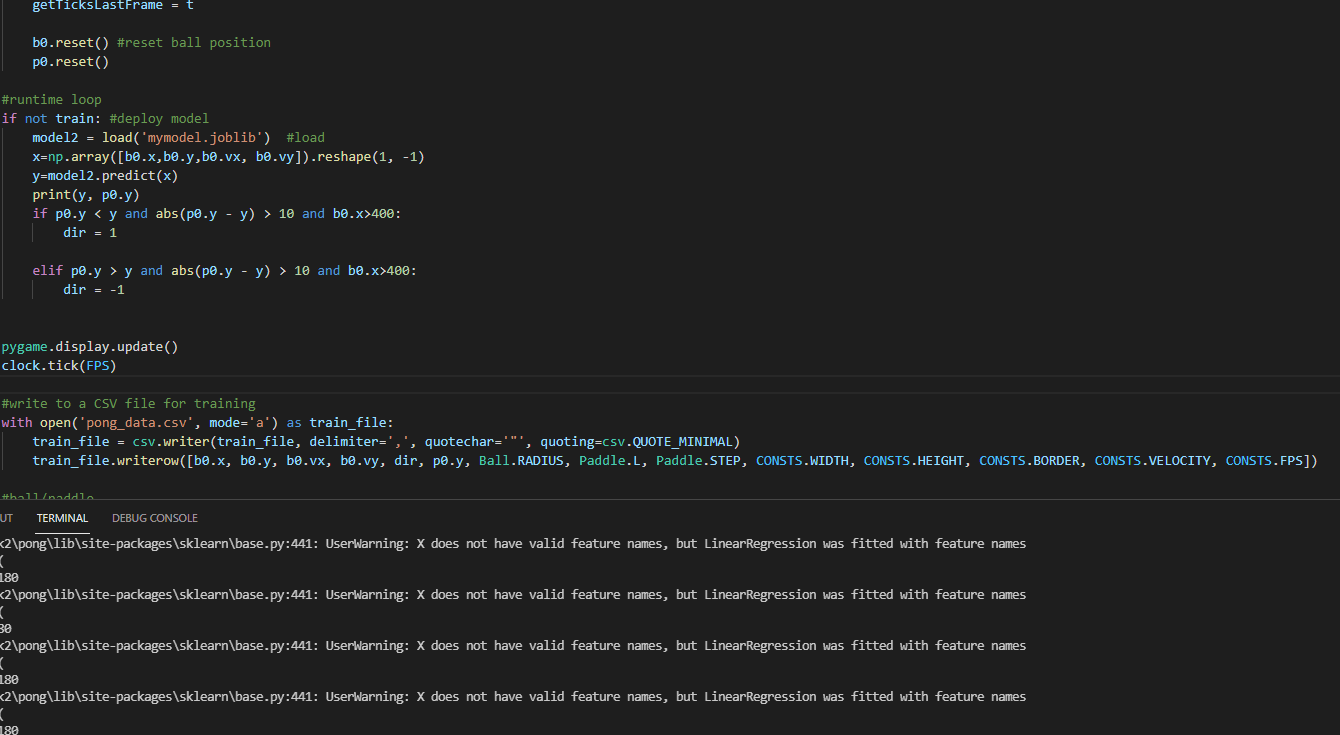 getTicksLastFrame = t
b0.reset() #reset ball position
p0.reset()
#runtime loop
if not train: #deploy model
model2 = load('mymodel.joblib')  #load
x=np.array([b0.x,b0.y,b0.vx, b0.vy]).reshape(1, -1)
y=model2.predict(x)
print(y, p0.y)
if p0.y < y and abs(p0.y - y) > 10 and b0.x>400:
dir = 1
elif p0.y > y and abs(p0.y - y) > 10 and b0.x>400:
dir = -1
pygame.display.update()
clock.tick(FPS)
#write to a CSV file for training
with open('pong_data.csv', mode='a') as train_file:
train_file = csv.writer(train_file, delimiter=',', quotechar='"', quoting=csv.QUOTE_MINIMAL)
train_file.writerow([b0.x, b0.y, b0.vx, b0.vy, dir, p0.y, Ball.RADIUS, Paddle.L, Paddle.STEP, CONSTS.WIDTH, CONSTS.HEIGHT, CONSTS.BORDER, CONSTS.VELOCITY, CONSTS.FPS])
#ball/paddle
UT TERMINAL DEBUG CONSOLE
k2\pong\lib\site-packages\sklearn\base.py:441: UserWarning: X does not have valid feature names, but LinearRegression was fitted with feature names
(
180
k2\pong\lib\site-packages\sklearn\base.py:441: UserWarning: X does not have valid feature names, but LinearRegression was fitted with feature names
(
80
k2\pong\lib\site-packages\sklearn\base.py:441: UserWarning: X does not have valid feature names, but LinearRegression was fitted with feature names
(
180
k2\pong\lib\site-packages\sklearn\base.py:441: UserWarning: X does not have valid feature names, but LinearRegression was fitted with feature names
(
180